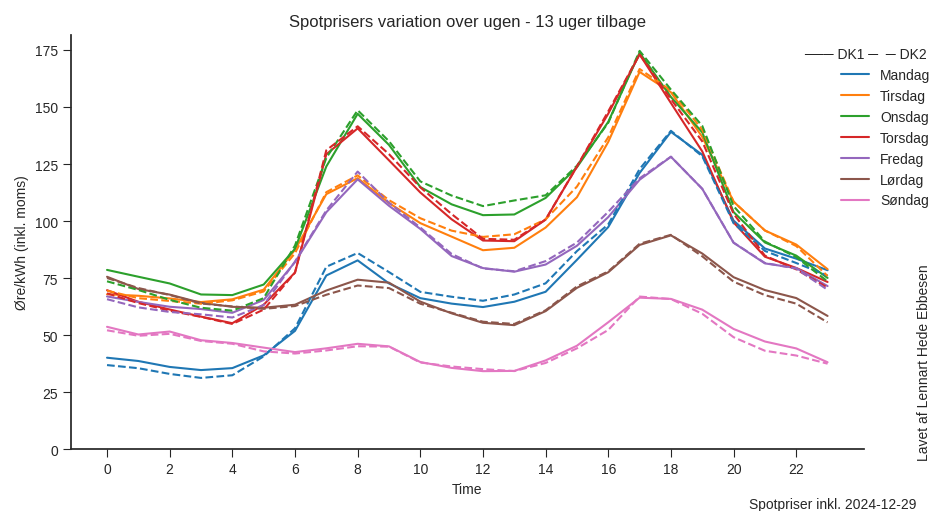 Spotprisers variation over ugen - 13 uger tilbage
Øre/kWh (inkl. moms)
175
150
125
100
75
50
25
0
0 2 4 6 8 10 12 14 16 18 20 22
Time
DK1 DK2
Mandag
Tirsdag
Onsdag
Torsdag
Fredag
Lørdag
Søndag
Lavet af Lennart Hede Ebbesen
Spotpriser inkl. 2024-12-29